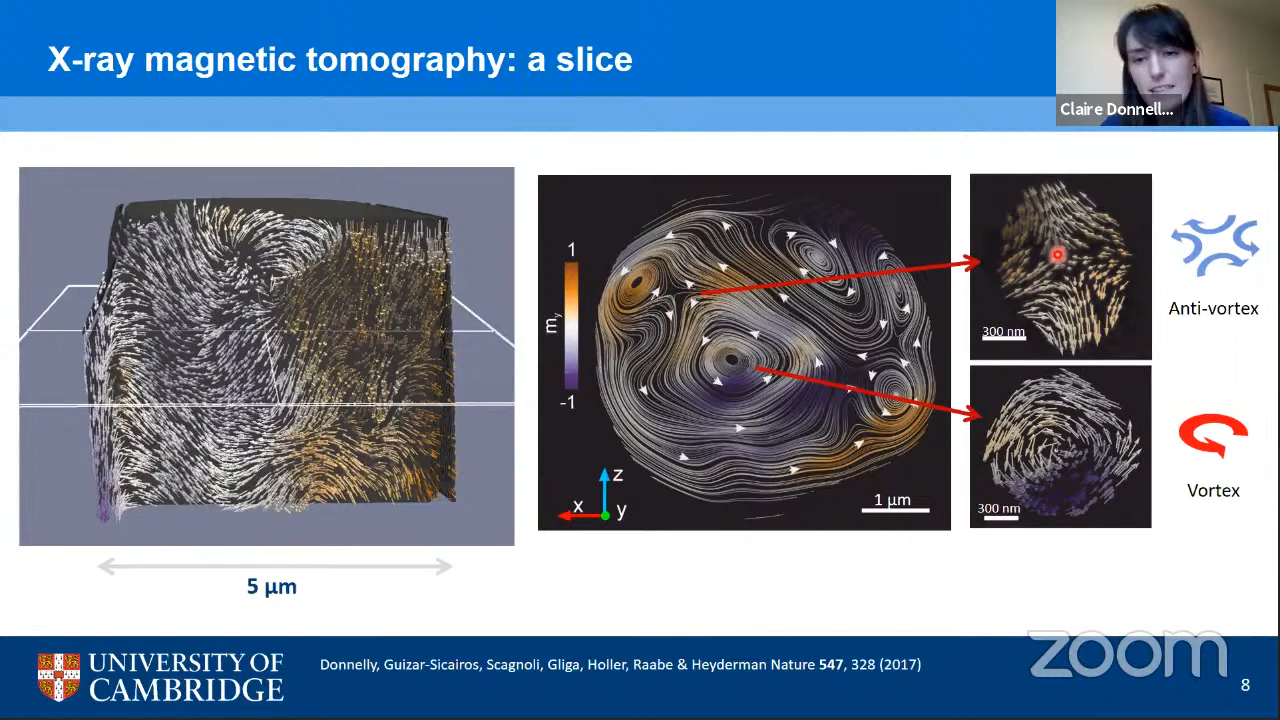 X-ray magnetic tomography: a slice
Claire Donnell...
1
m_y
-1
z
x
y
1 µm
300 nm
Anti-vortex
300 nm
Vortex
5 µm
UNIVERSITY OF
CAMBRIDGE
Donnelly, Guizar-Sicairos, Scagnoli, Gliga, Holler, Raabe & Heyderman Nature 547, 328 (2017)
zoom
8